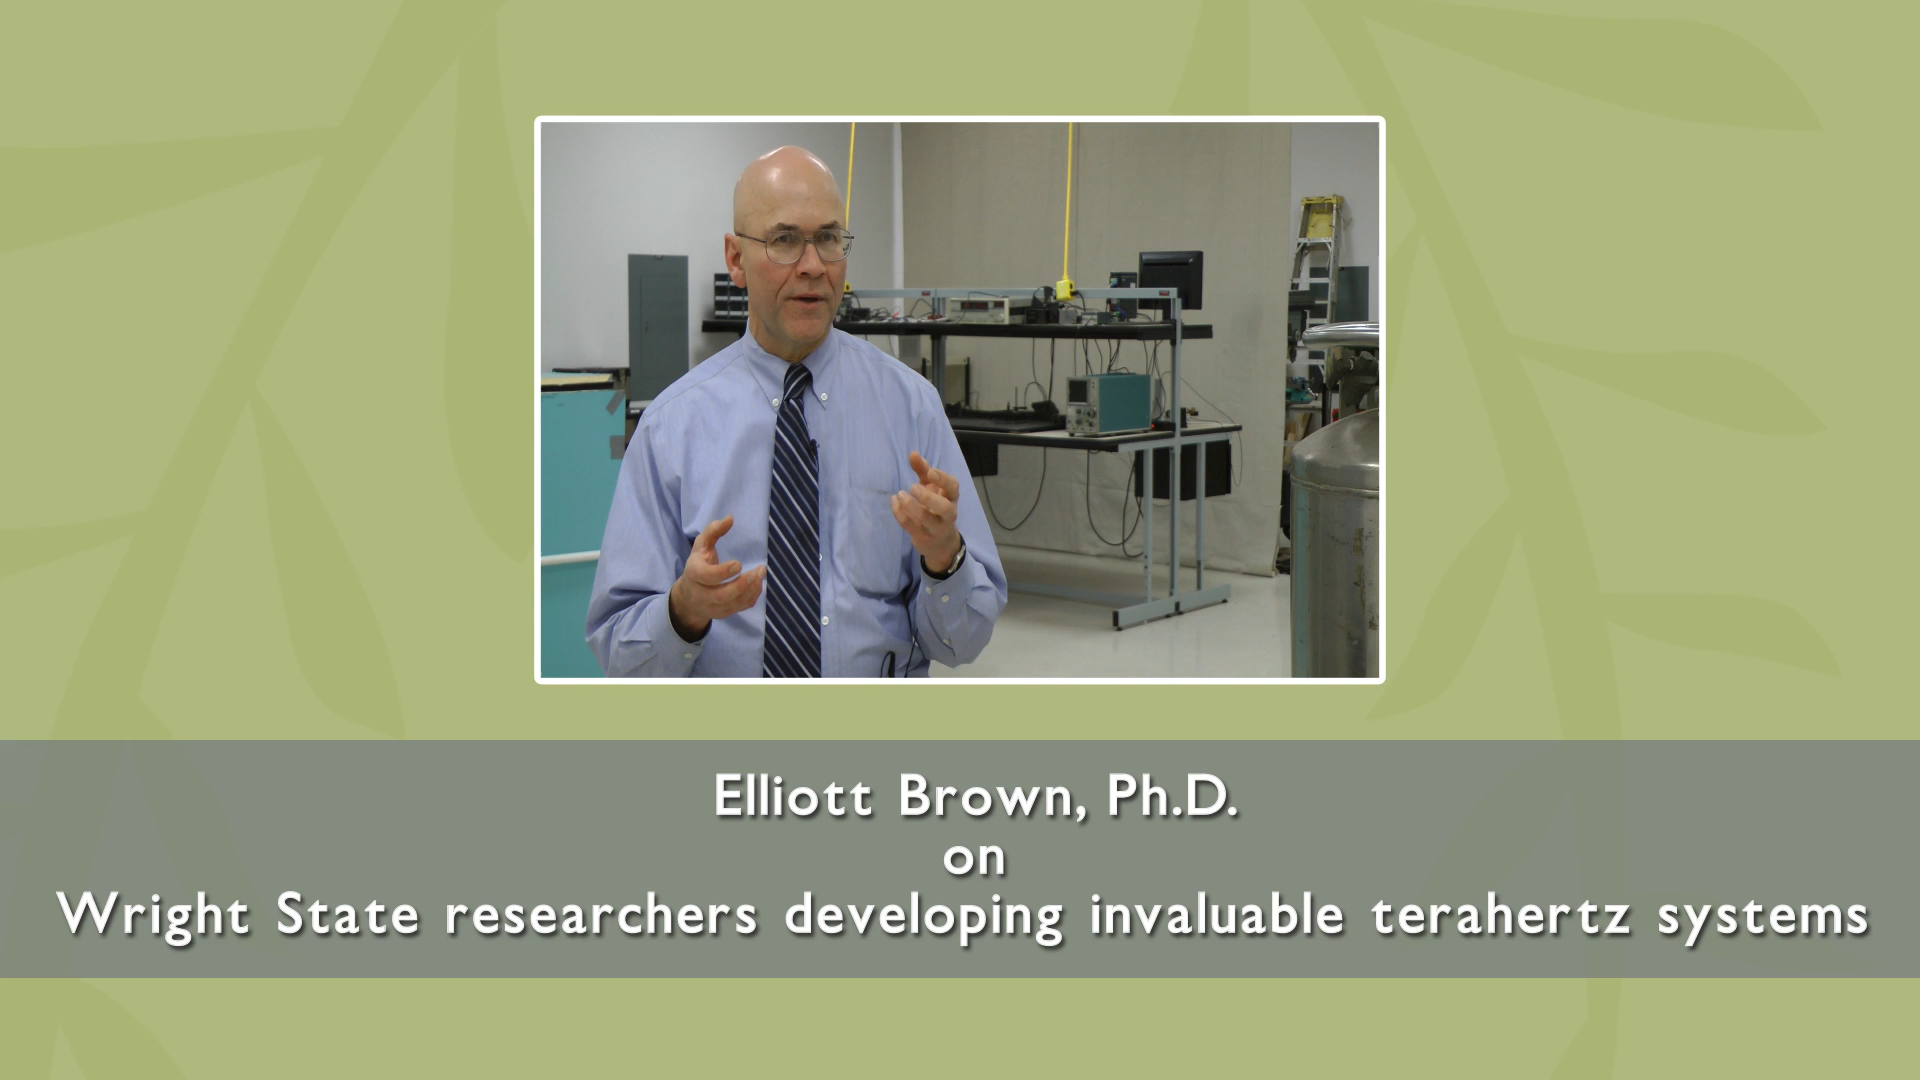 Elliott Brown, Ph.D.
on
Wright State researchers developing invaluable terahertz systems